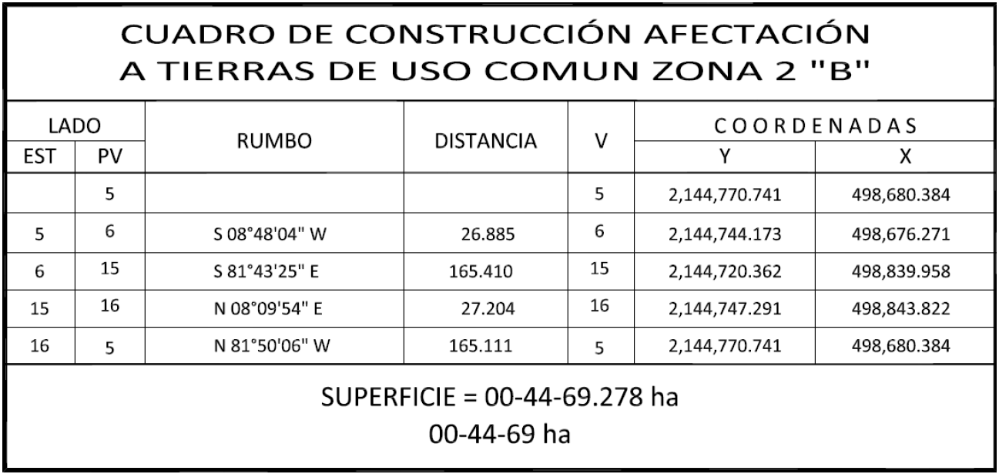 CUADRO DE CONSTRUCCIÓN AFECTACIÓN
A TIERRAS DE USO COMUN ZONA 2 "B"
LADO RUMBO DISTANCIA V COORDENADAS
EST PV Y X
5 5 2,144,770.741 498,680.384
5 6 S 08°48'04" W 26.885 6 2,144,744.173 498,676.271
6 15 S 81°43'25" E 165.410 15 2,144,720.362 498,839.958
15 16 N 08°09'54" E 27.204 16 2,144,747.291 498,843.822
16 5 N 81°50'06" W 165.111 5 2,144,770.741 498,680.384
SUPERFICIE = 00-44-69.278 ha
00-44-69 ha